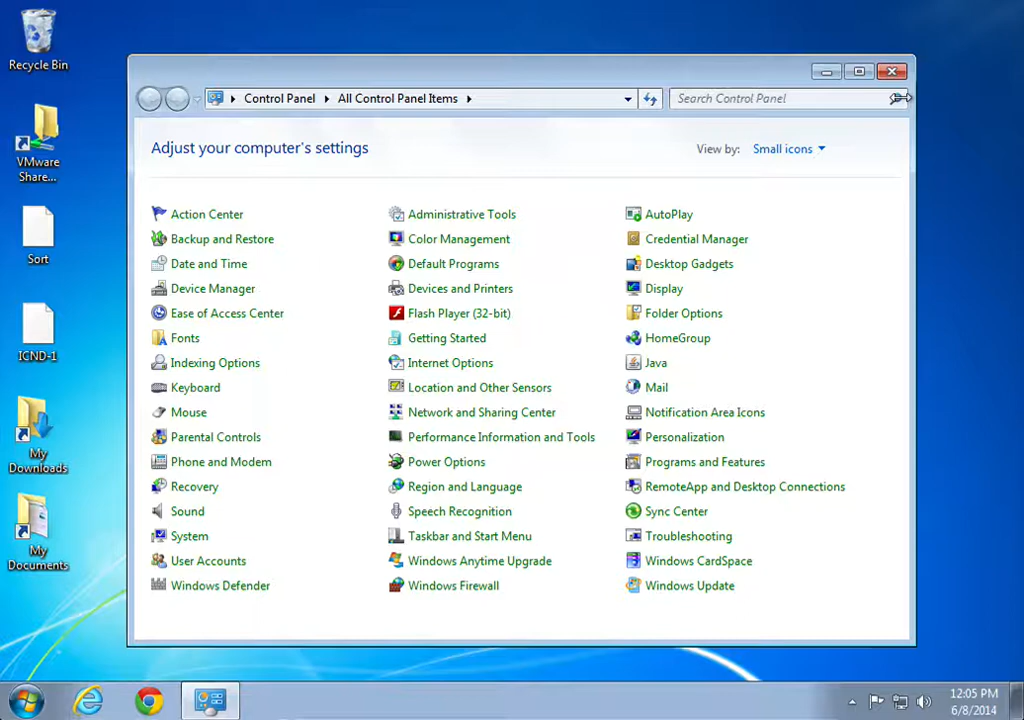 Recycle Bin
VMware
Share...
Sort
ICND-1
My
Downloads
My
Documents
Control Panel
All Control Panel Items
Search Control Panel
Adjust your computer's settings
View by: Small icons
Action Center
Administrative Tools
AutoPlay
Backup and Restore
Color Management
Credential Manager
Date and Time
Default Programs
Desktop Gadgets
Device Manager
Devices and Printers
Display
Ease of Access Center
Flash Player (32-bit)
Folder Options
Fonts
Getting Started
HomeGroup
Indexing Options
Internet Options
Java
Keyboard
Location and Other Sensors
Mail
Mouse
Network and Sharing Center
Notification Area Icons
Parental Controls
Performance Information and Tools
Personalization
Phone and Modem
Power Options
Programs and Features
Recovery
Region and Language
RemoteApp and Desktop Connections
Sound
Speech Recognition
Sync Center
System
Taskbar and Start Menu
Troubleshooting
User Accounts
Windows Anytime Upgrade
Windows CardSpace
Windows Defender
Windows Firewall
Windows Update
12:05 PM
6/8/2014